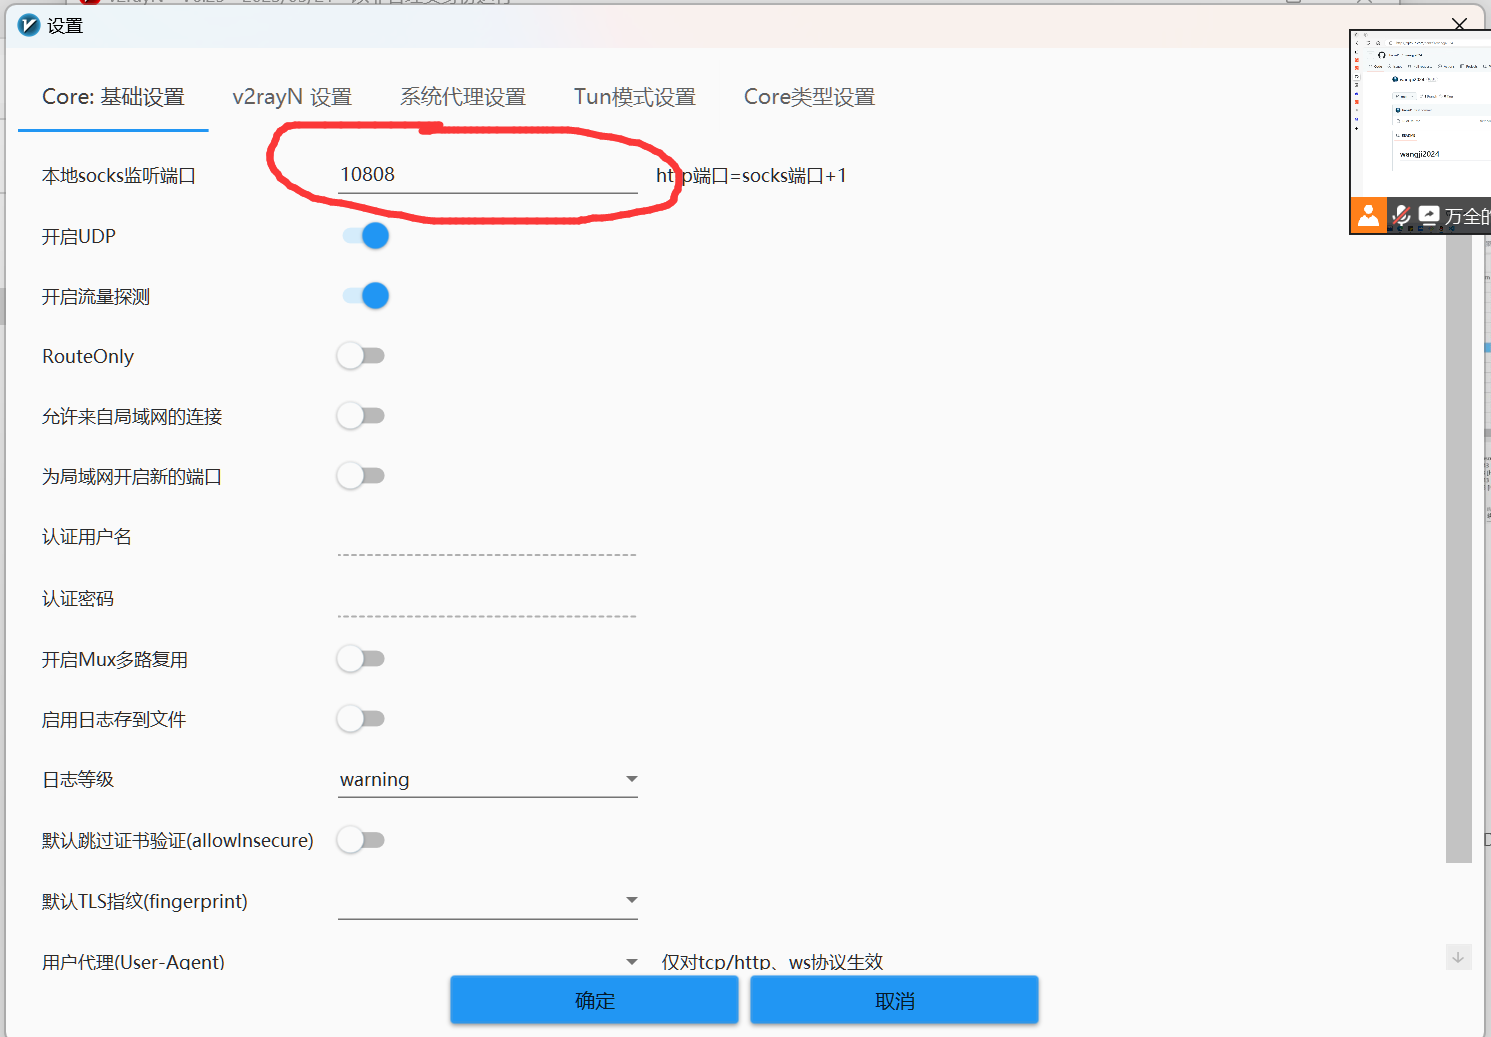 设置
Core: 基础设置
v2rayN 设置
系统代理设置
Tun模式设置
Core类型设置
本地socks监听端口
10808
http端口=socks端口+1
开启UDP
开启流量探测
RouteOnly
允许来自局域网的连接
为局域网开启新的端口
认证用户名
认证密码
开启Mux多路复用
启用日志存到文件
日志等级
warning
默认跳过证书验证(allowInsecure)
默认TLS指纹(fingerprint)
用户代理(User-Agent)
仅对tcp/http、ws协议生效
确定
取消
wangji2024
万全的